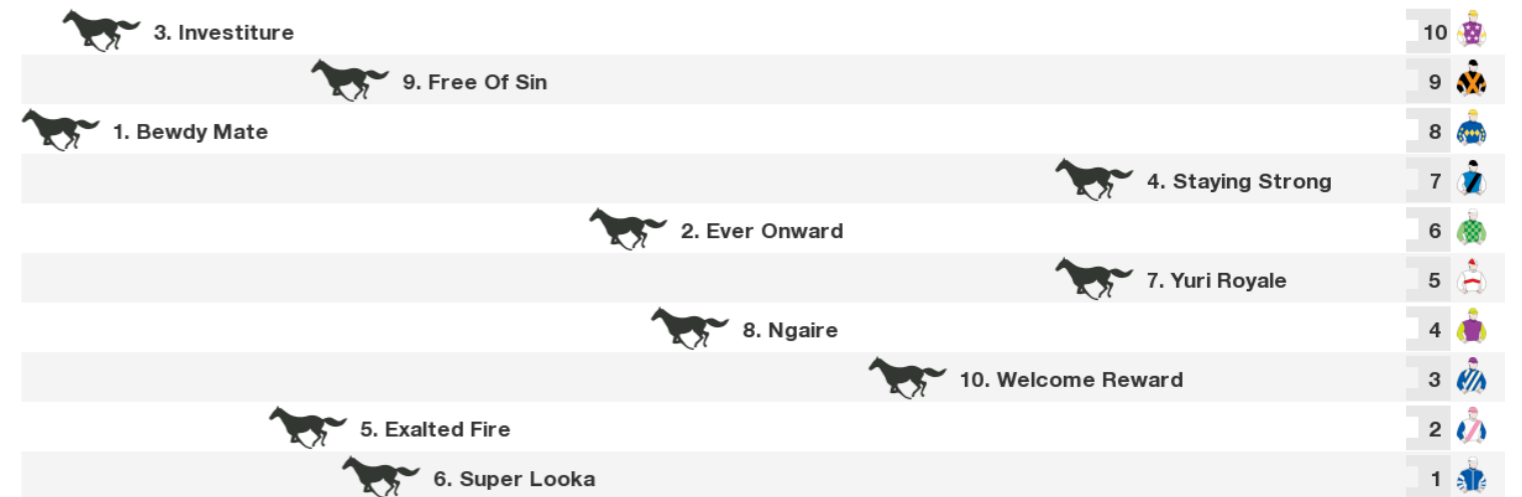 3. Investiture 10
9. Free Of Sin 9
1. Bewdy Mate 8
4. Staying Strong 7
2. Ever Onward 6
7. Yuri Royale 5
8. Ngaire 4
10. Welcome Reward 3
5. Exalted Fire 2
6. Super Looka 1